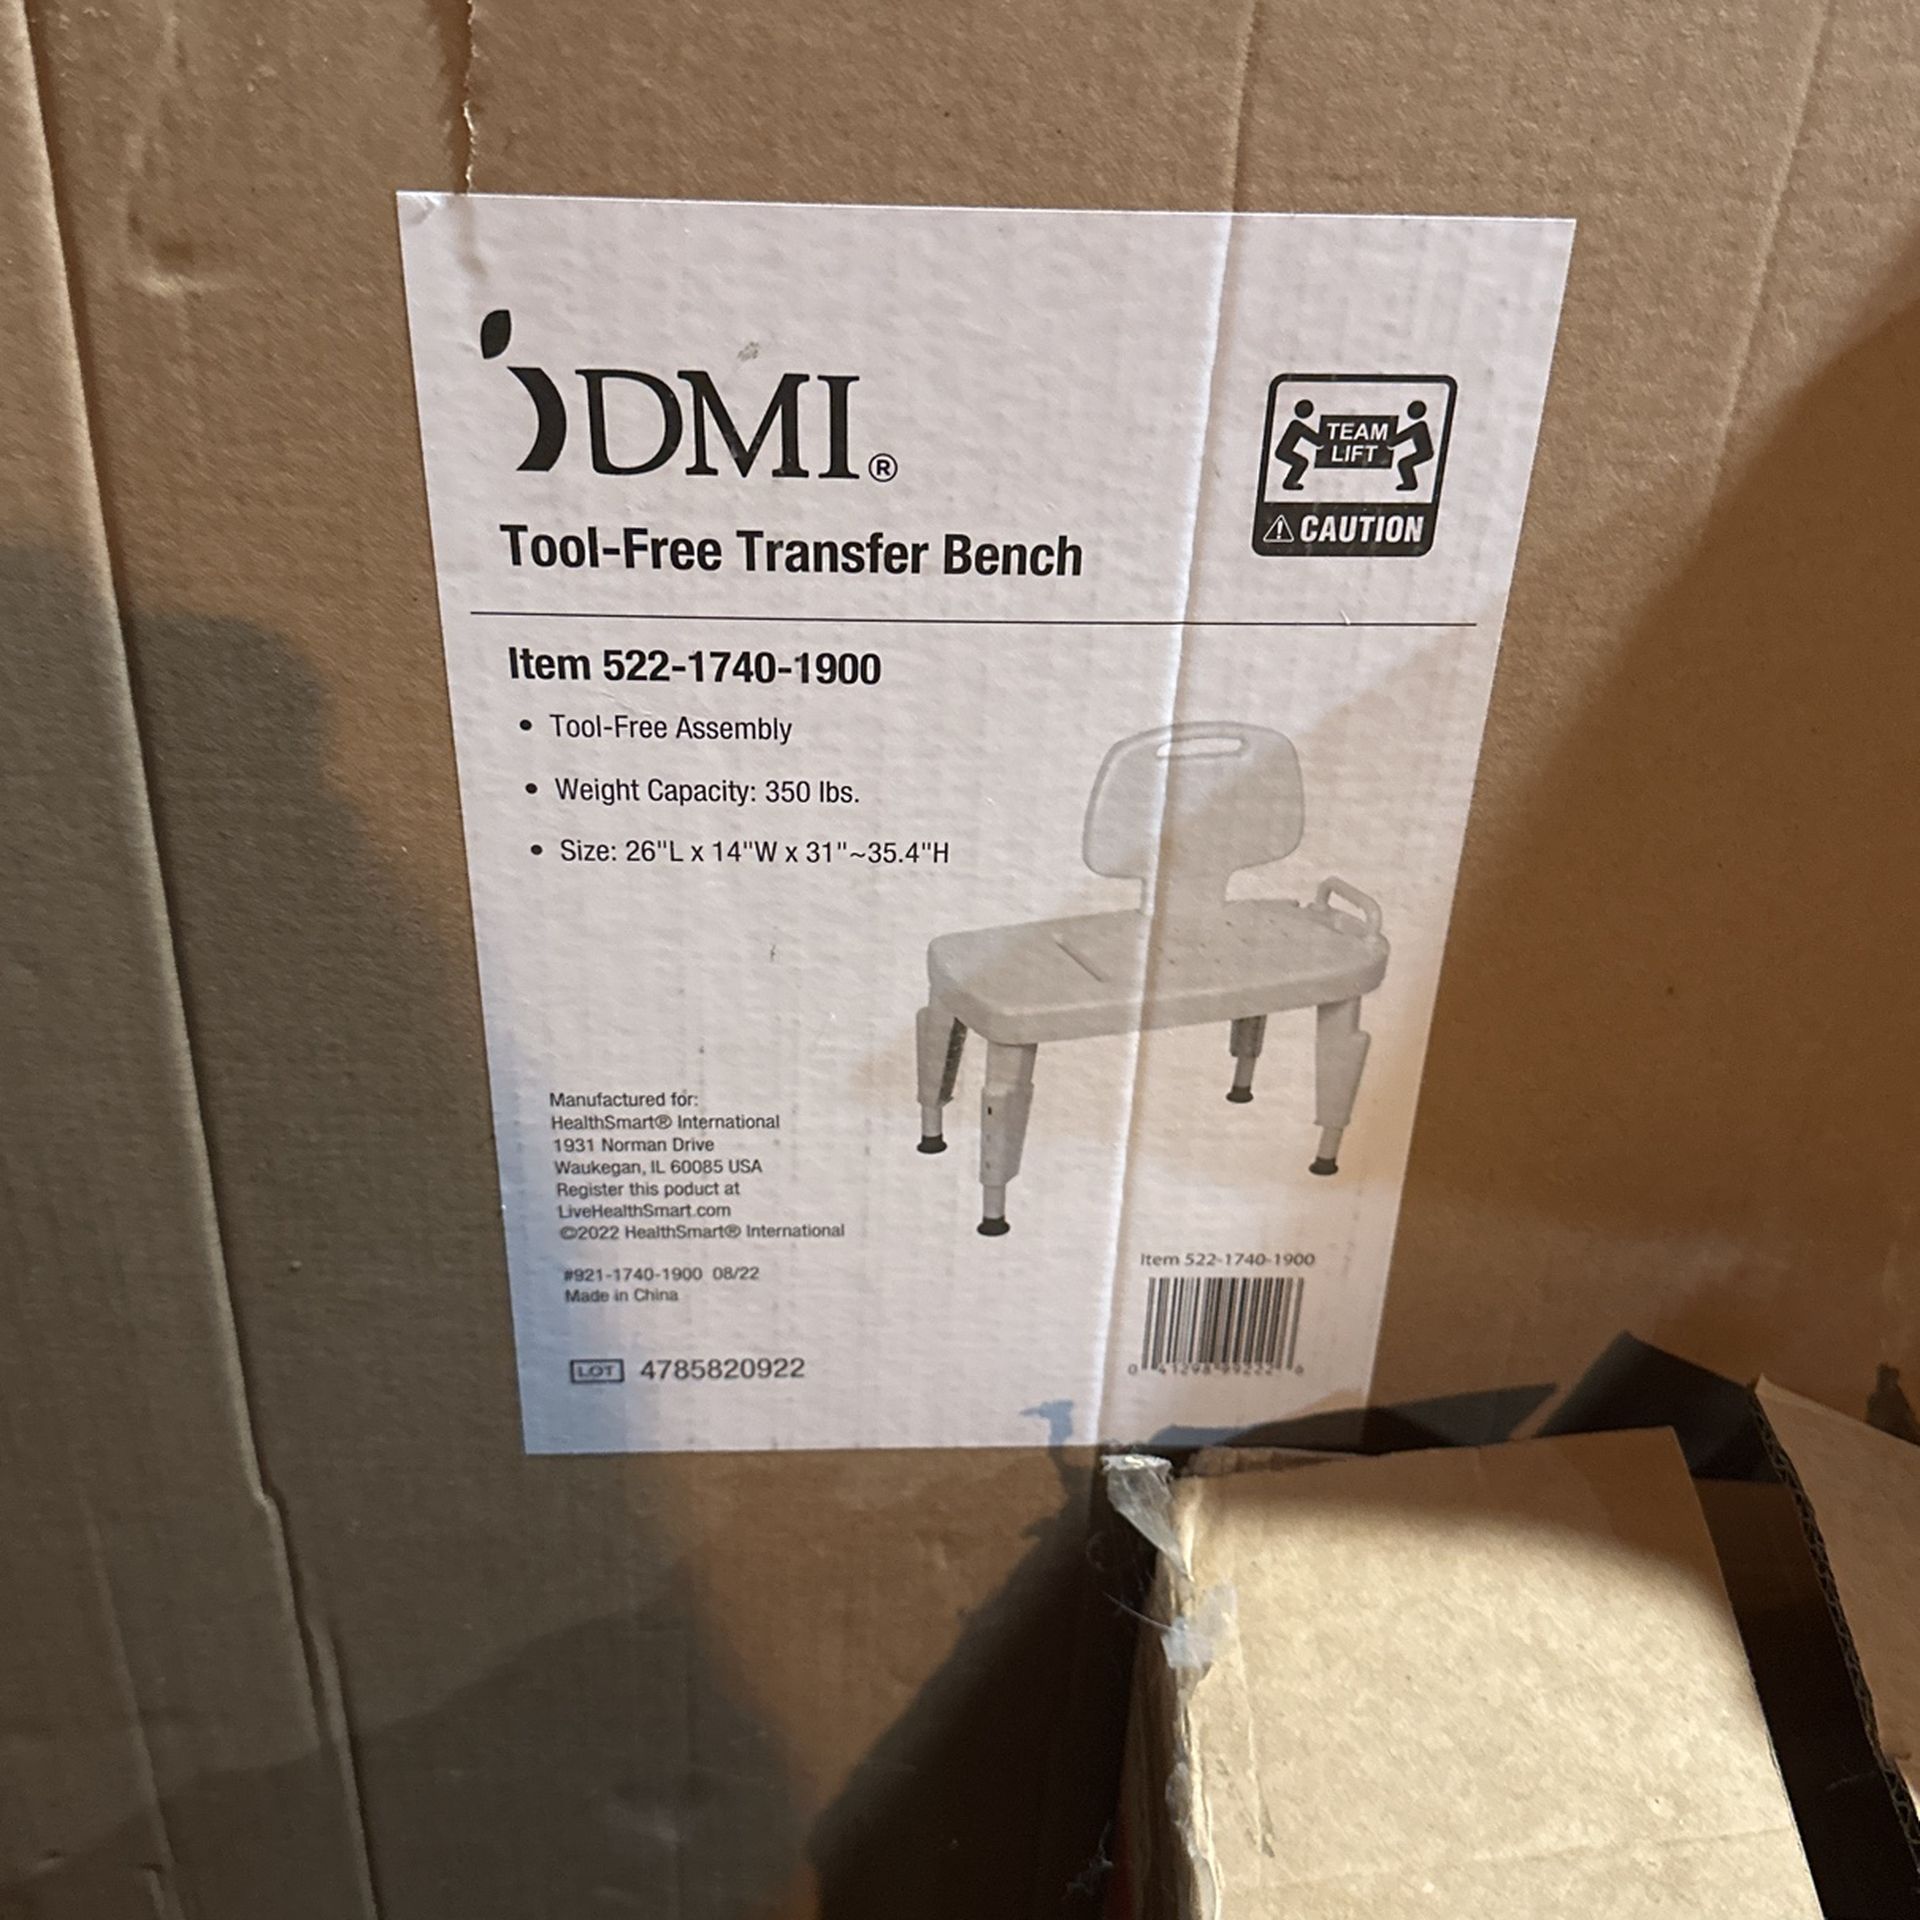 DMI®
TEAM
LIFT
⚠ CAUTION
Tool-Free Transfer Bench
Item 522-1740-1900
• Tool-Free Assembly
• Weight Capacity: 350 lbs.
• Size: 26"L x 14"W x 31"~35.4"H
Manufactured for:
HealthSmart® International
1931 Norman Drive
Waukegan, IL 60085 USA
Register this poduct at
LiveHealthSmart.com
©2022 HealthSmart® International
#921-1740-1900 08/22
Made in China
LOT 4785820922
Item 522-1740-1900